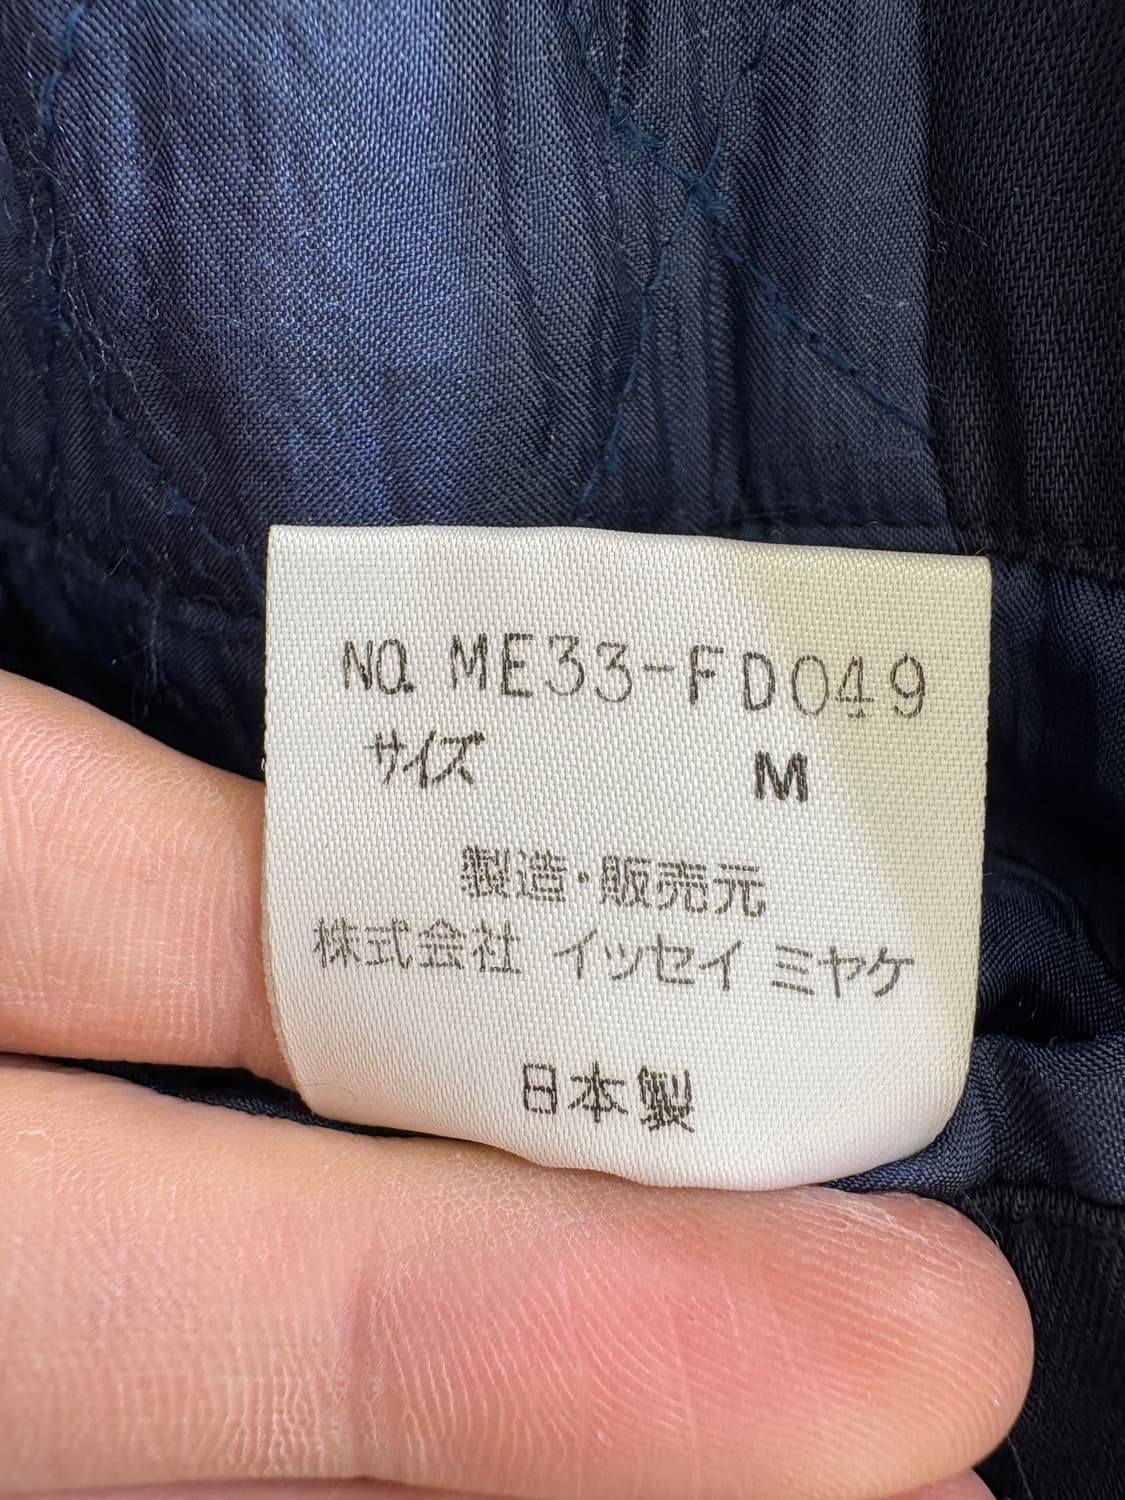 NO. ME33-FD049
サイズ M
製造・販売元
株式会社 イッセイ ミヤケ
日本製